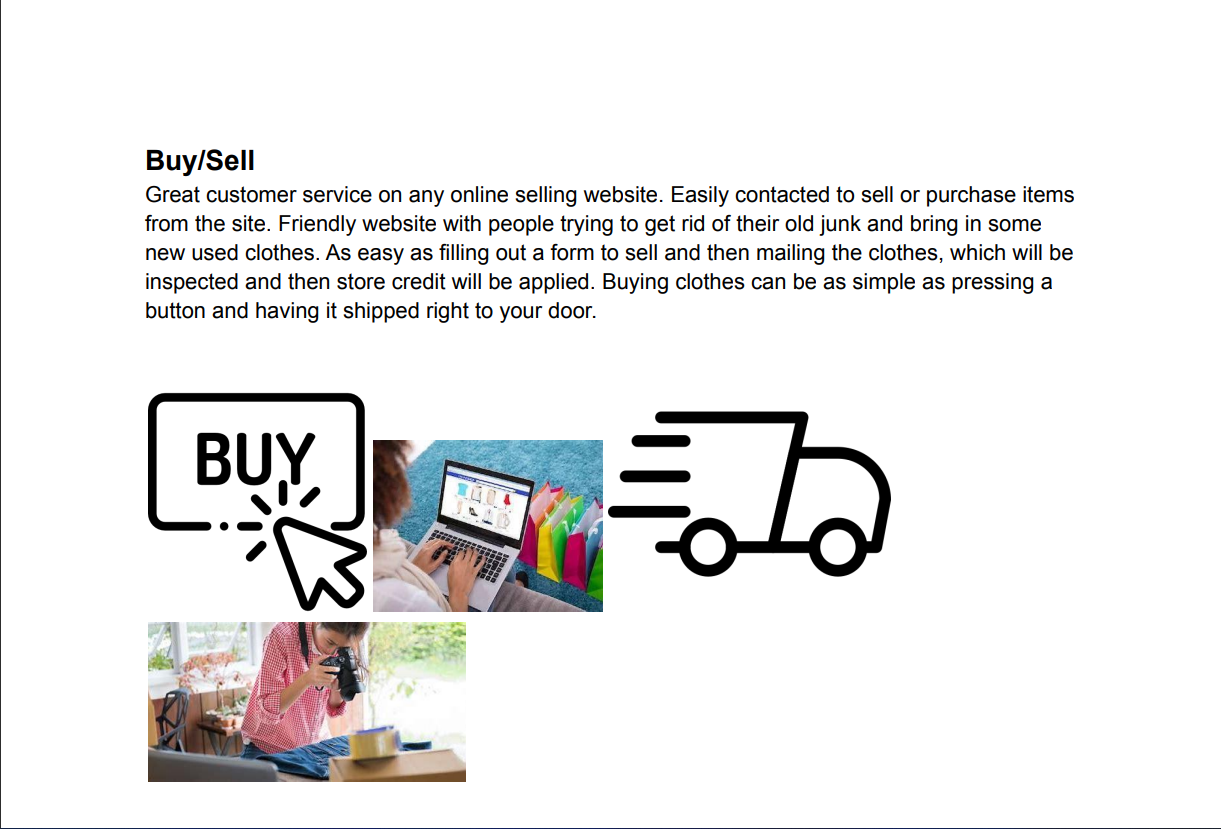 Buy/Sell
Great customer service on any online selling website. Easily contacted to sell or purchase items
from the site. Friendly website with people trying to get rid of their old junk and bring in some
new used clothes. As easy as filling out a form to sell and then mailing the clothes, which will be
inspected and then store credit will be applied. Buying clothes can be as simple as pressing a
button and having it shipped right to your door.
BUY